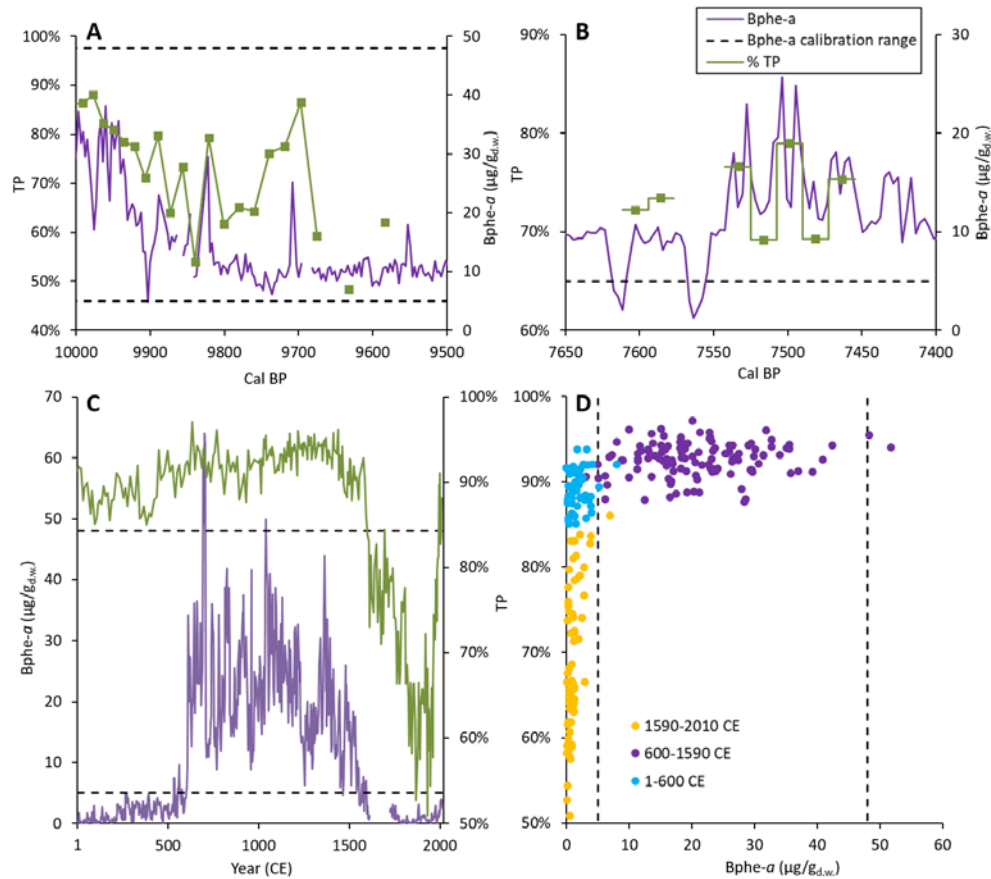 A
100%
90%
80%
70%
60%
50%
40%
TP
50
40
30
20
10
0
Bphe-a (µg/gd.w.)
10000 9900 9800 9700 9600 9500
Cal BP
B
Bphe-a
Bphe-a calibration range
% TP
100%
90%
80%
70%
60%
TP
30
20
10
0
Bphe-a (µg/gd.w.)
7650 7600 7550 7500 7450 7400
Cal BP
C
70
60
50
40
30
20
10
0
Bphe-a (µg/gd.w.)
100%
90%
80%
70%
60%
50%
TP
1 500 1000 1500 2000
Year (CE)
D
100%
90%
80%
70%
60%
50%
1590-2010 CE
600-1590 CE
1-600 CE
0 10 20 30 40 50 60
Bphe-a (µg/gd.w.)